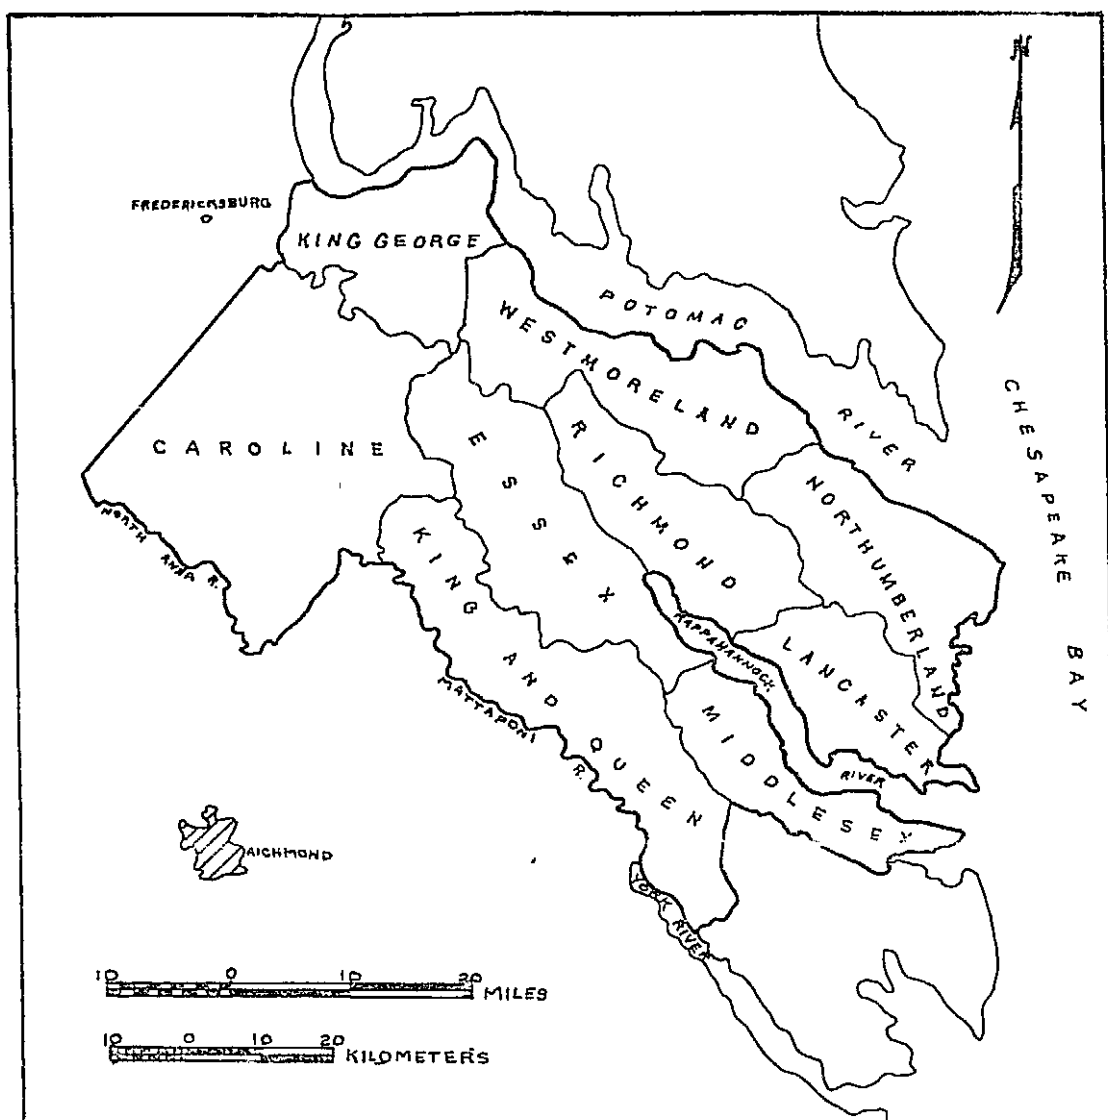 N
FREDERICKSBURG
KING GEORGE
POTOMAC
RIVER
WESTMORELAND
CHESAPEAKE
BAY
CAROLINE
ESSEX
RICHMOND
NORTHUMBERLAND
NORTH ANNA R.
KING AND QUEEN
RAPPAHANNOCK
RIVER
LANCASTER
MATTAPONI R.
MIDDLESEX
AICHMOND
YORK RIVER
10 0 10 20
MILES
10 0 10 20
KILOMETERS